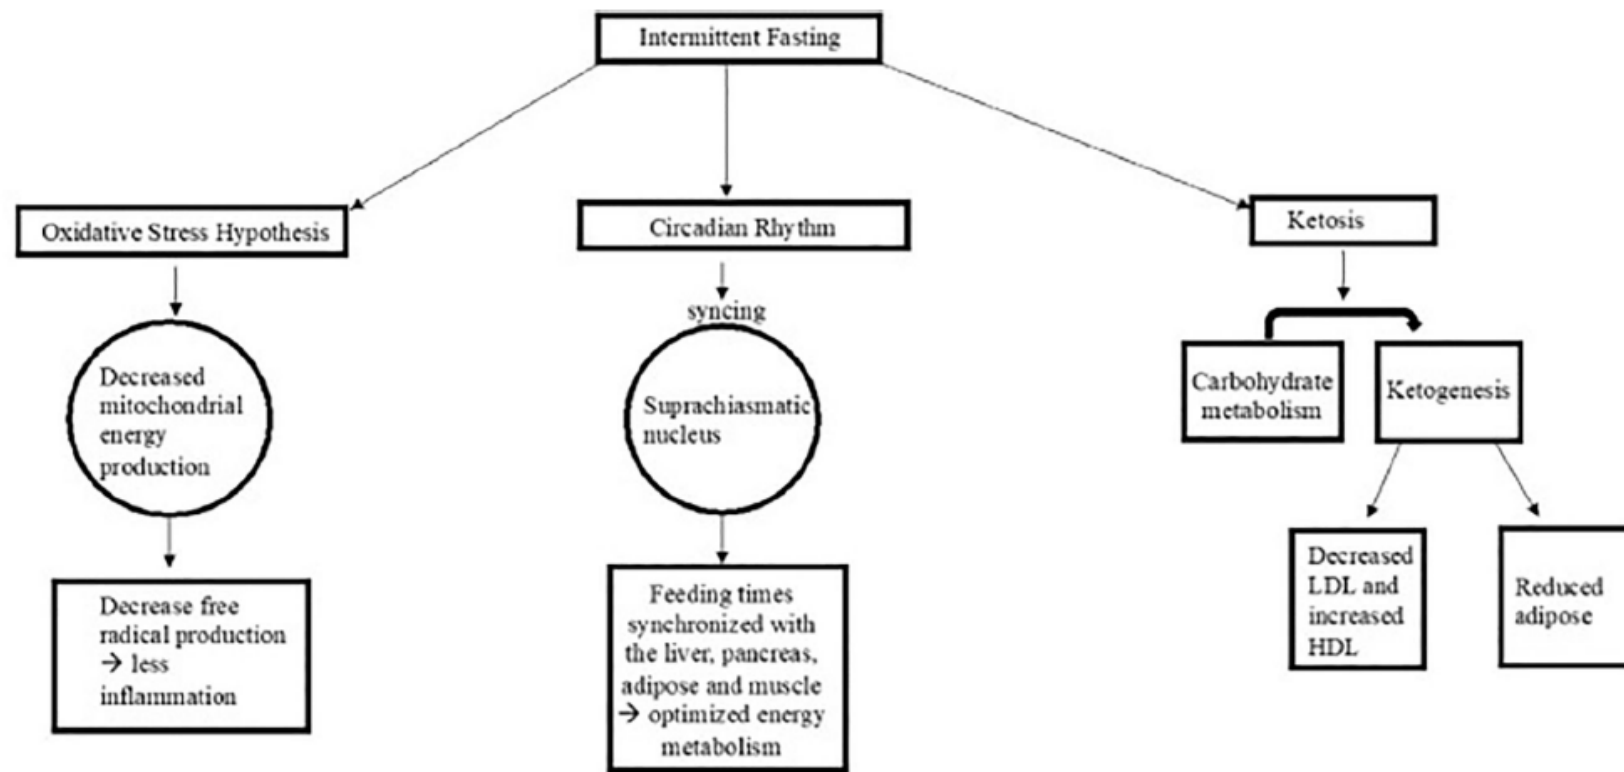 Intermittent Fasting
Oxidative Stress Hypothesis
Circadian Rhythm
Ketosis
syncing
Decreased
mitochondrial
energy
production
Suprachiasmatic
nucleus
Carbohydrate
metabolism
Ketogenesis
Decrease free
radical production
→ less
inflammation
Feeding times
synchronized with
the liver, pancreas,
adipose and muscle
→ optimized energy
metabolism
Decreased
LDL and
increased
HDL
Reduced
adipose